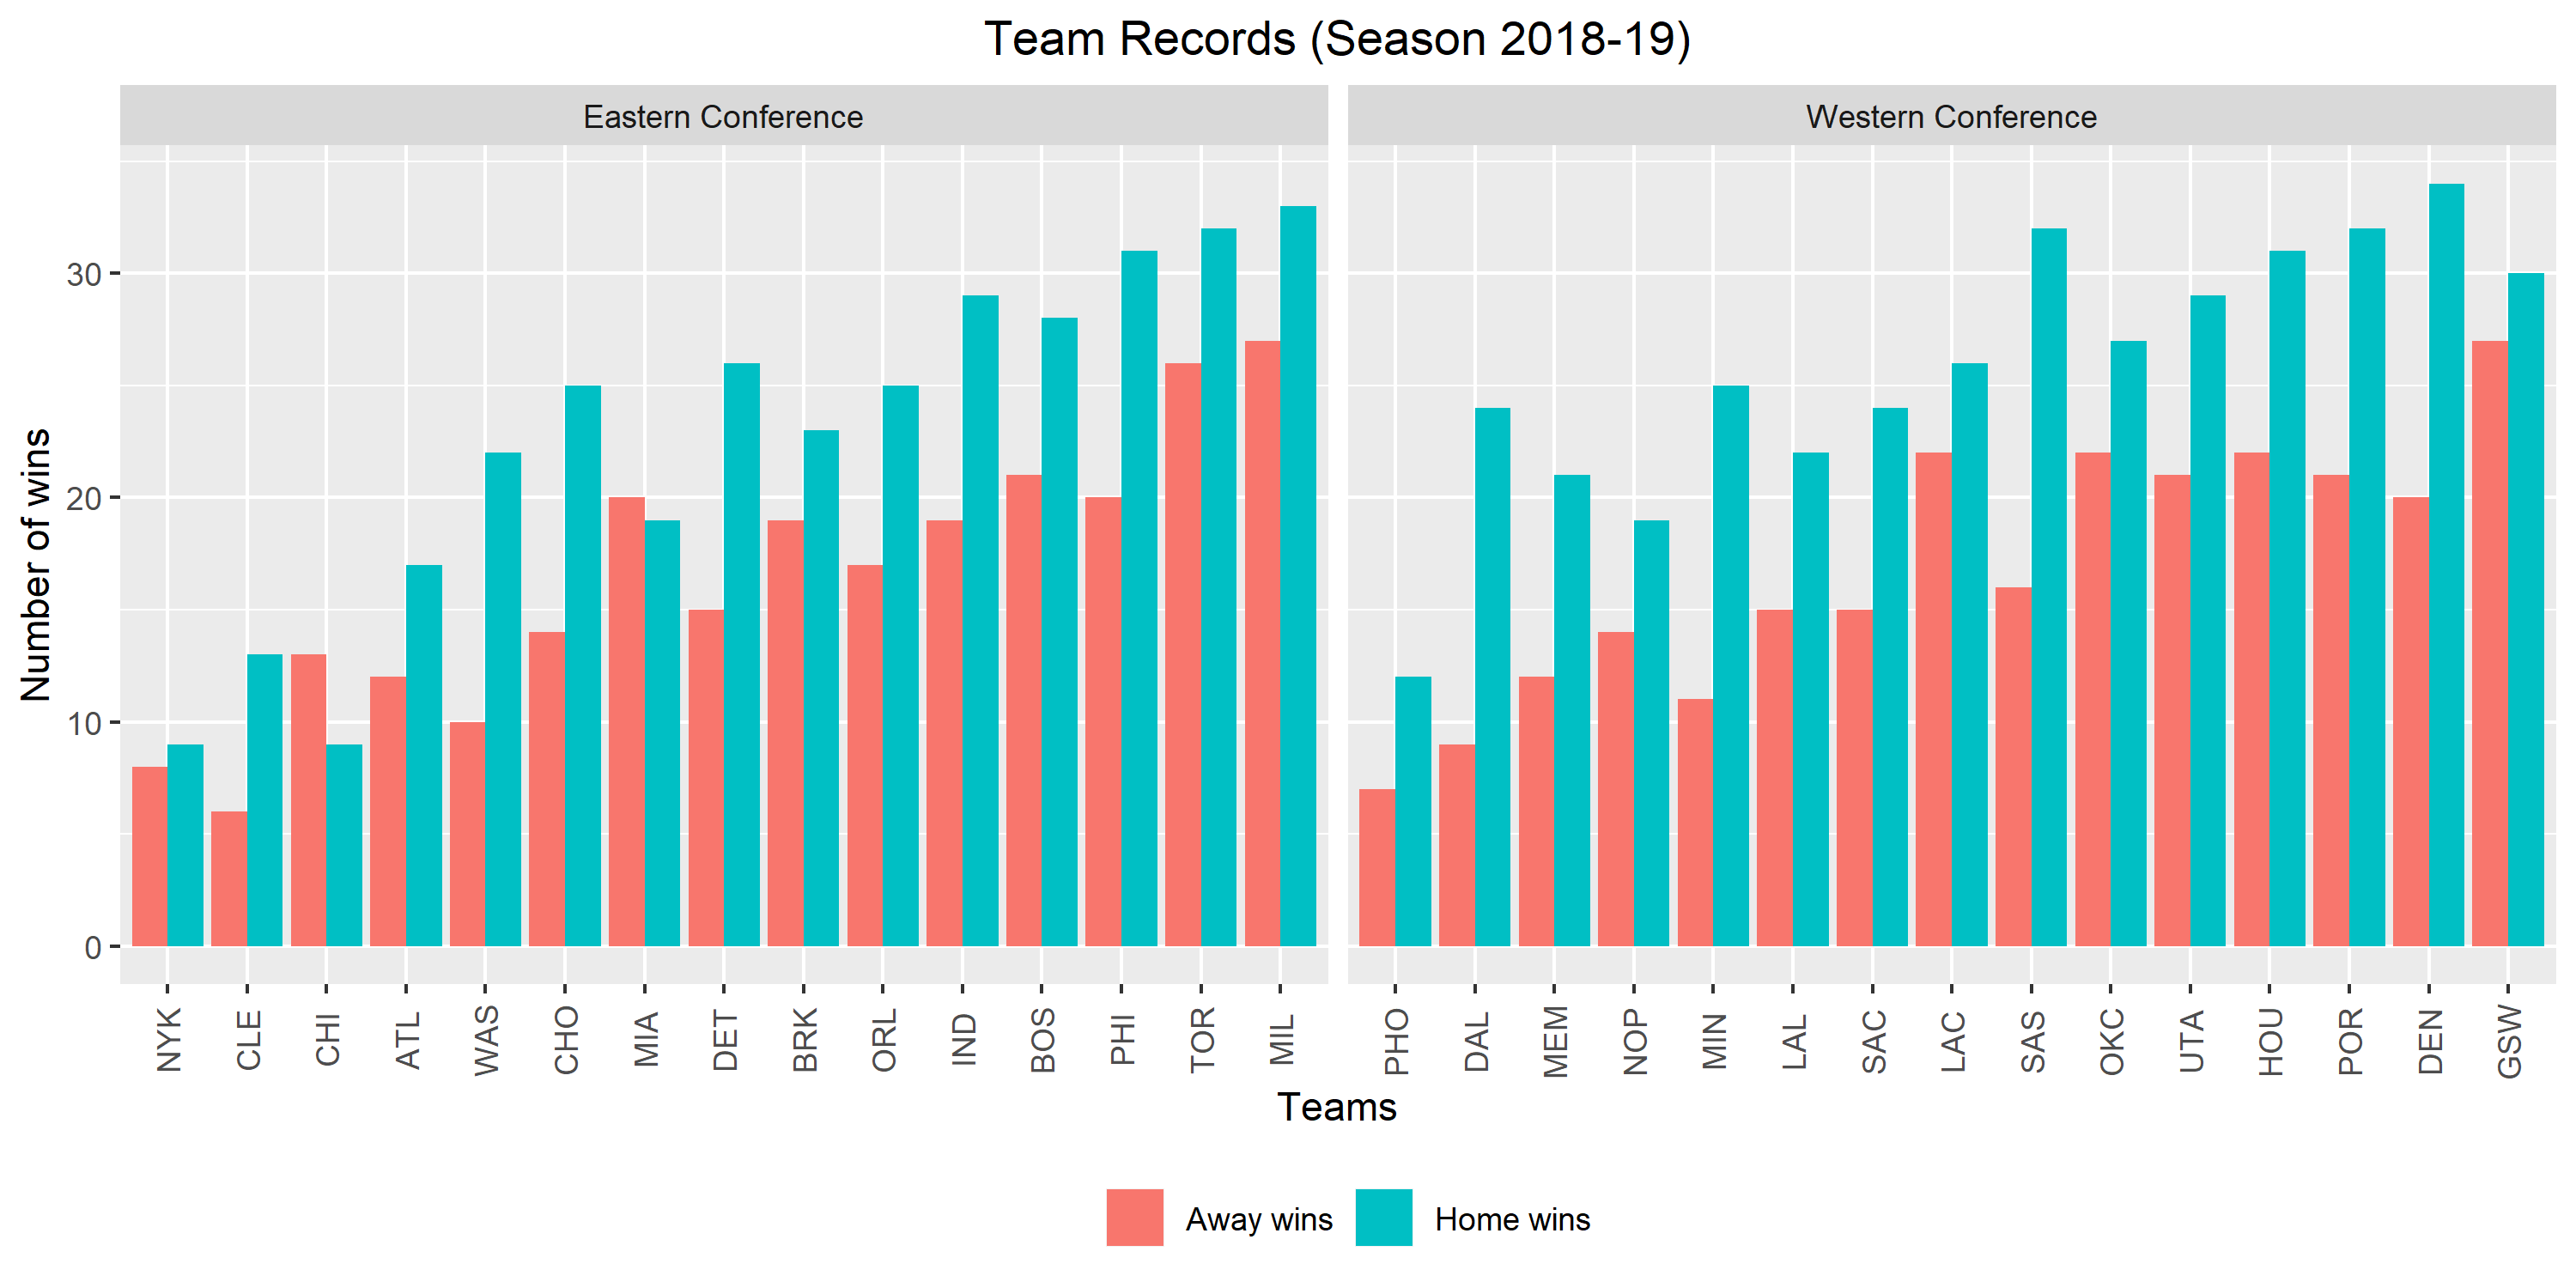 Team Records (Season 2018-19)
Eastern Conference
Western Conference
Number of wins
30
20
10
0
NYK
CLE
CHI
ATL
WAS
CHO
MIA
DET
BRK
ORL
IND
BOS
PHI
TOR
MIL
PHO
DAL
MEM
NOP
MIN
LAL
SAC
LAC
SAS
OKC
UTA
HOU
POR
DEN
GSW
Teams
Away wins
Home wins